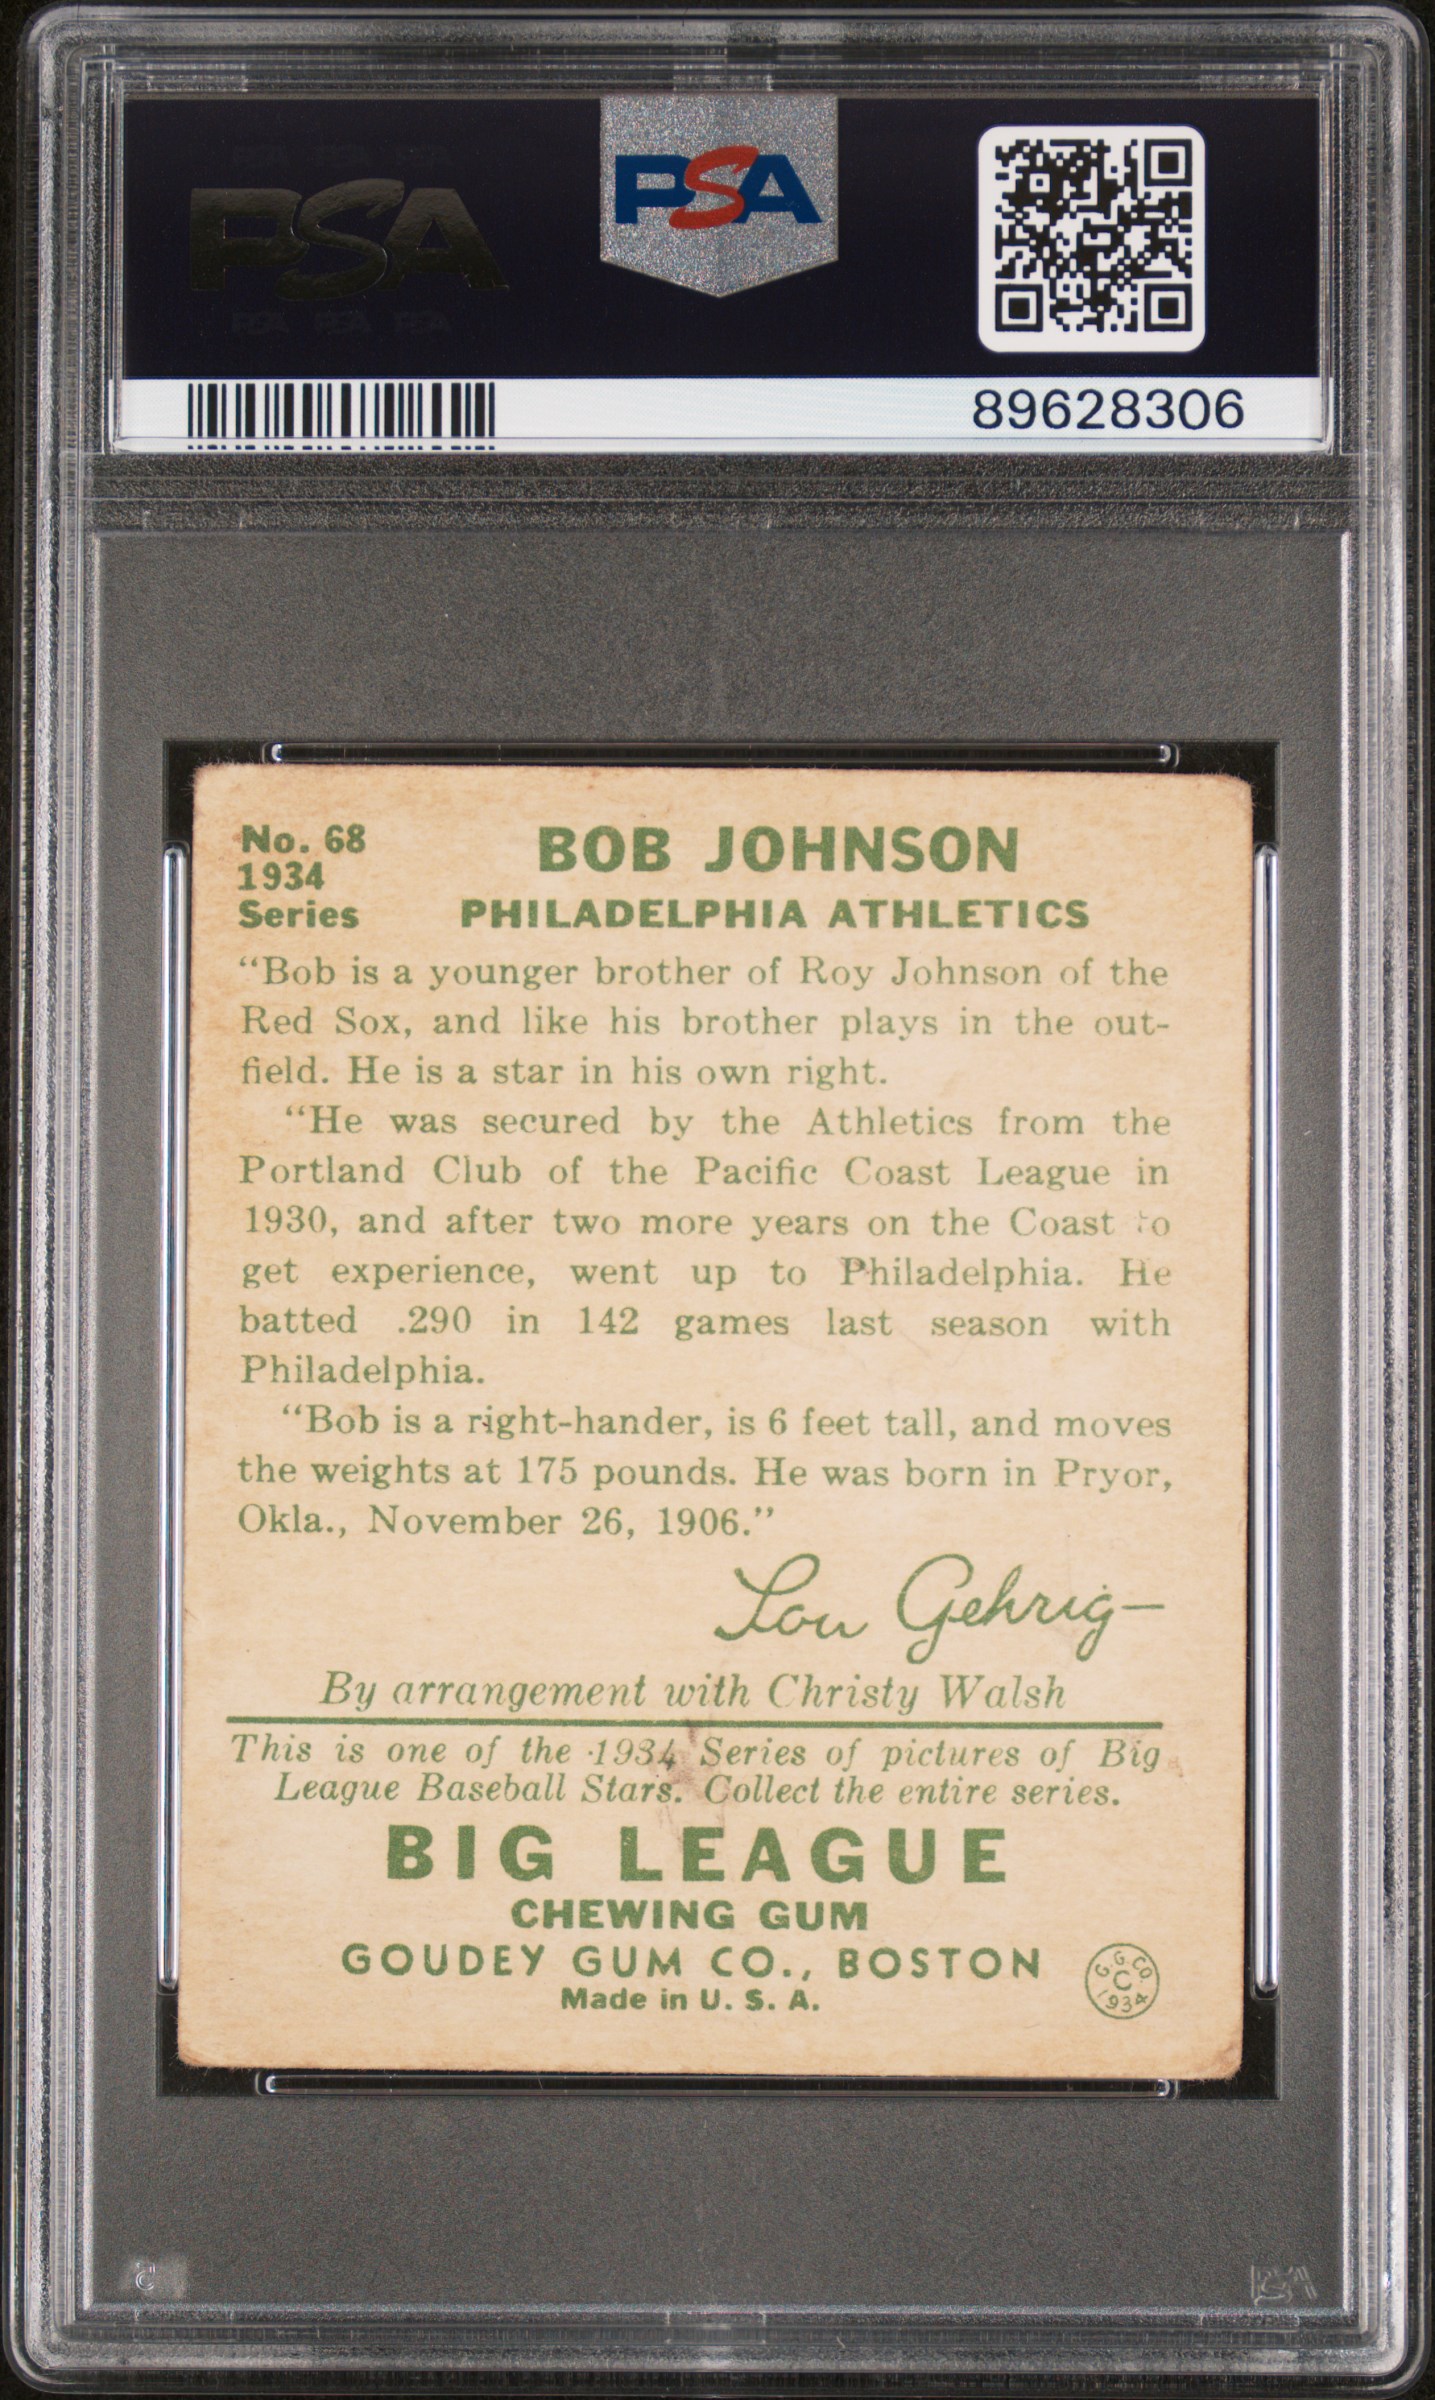 PSA
PSA
89628306
No. 68
1934
Series
BOB JOHNSON
PHILADELPHIA ATHLETICS
“Bob is a younger brother of Roy Johnson of the
Red Sox, and like his brother plays in the out-
field. He is a star in his own right.
“He was secured by the Athletics from the
Portland Club of the Pacific Coast League in
1930, and after two more years on the Coast to
get experience, went up to Philadelphia. He
batted .290 in 142 games last season with
Philadelphia.
“Bob is a right-hander, is 6 feet tall, and moves
the weights at 175 pounds. He was born in Pryor,
Okla., November 26, 1906.”
Lou Gehrig
By arrangement with Christy Walsh
This is one of the 1934 Series of pictures of Big
League Baseball Stars. Collect the entire series.
BIG LEAGUE
CHEWING GUM
GOUDEY GUM CO., BOSTON
Made in U. S. A.
G. G. CO.
C
1934